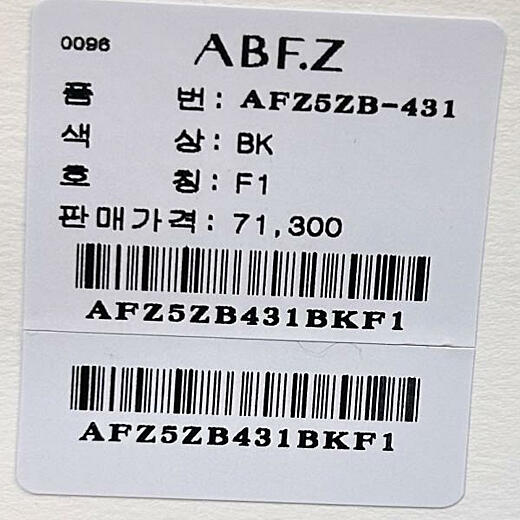 0096 ABF.Z
품 번: AFZ5ZB-431
색 상: BK
호 칭: F1
판매가격: 71,300
AFZ5ZB431BKF1
AFZ5ZB431BKF1